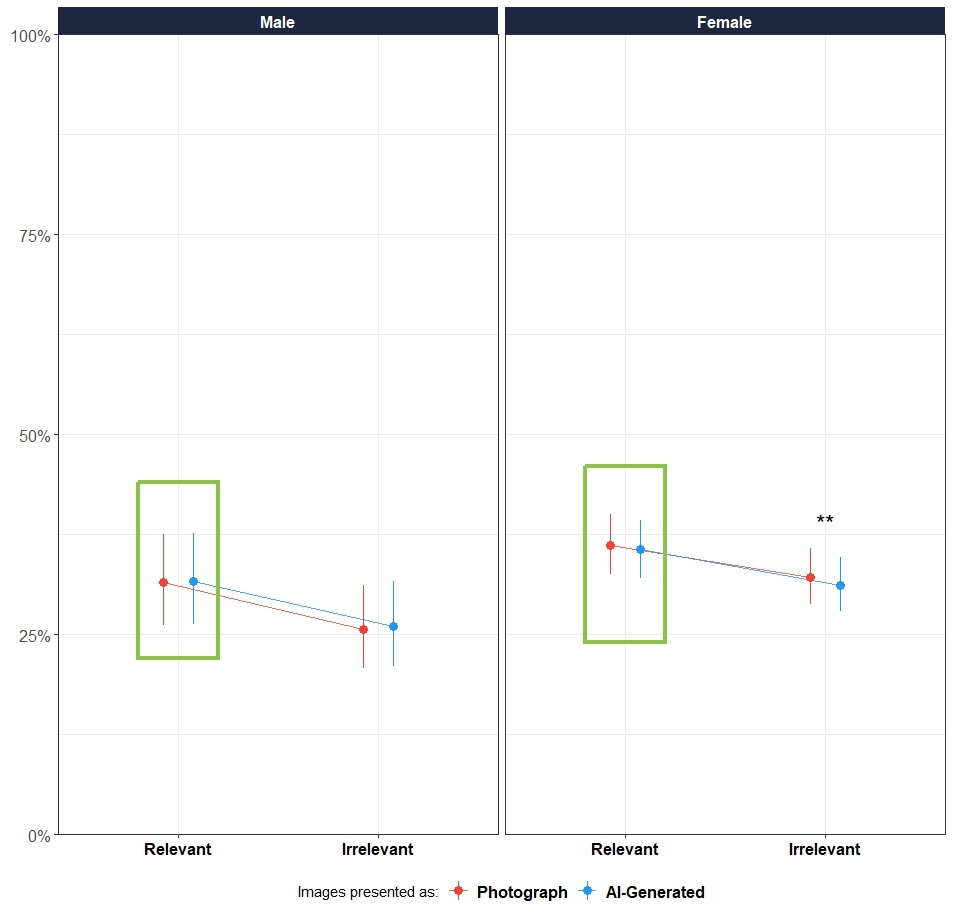 Male Female
100%
75%
50%
**
25%
0%
Relevant Irrelevant Relevant Irrelevant
Images presented as: Photograph AI-Generated